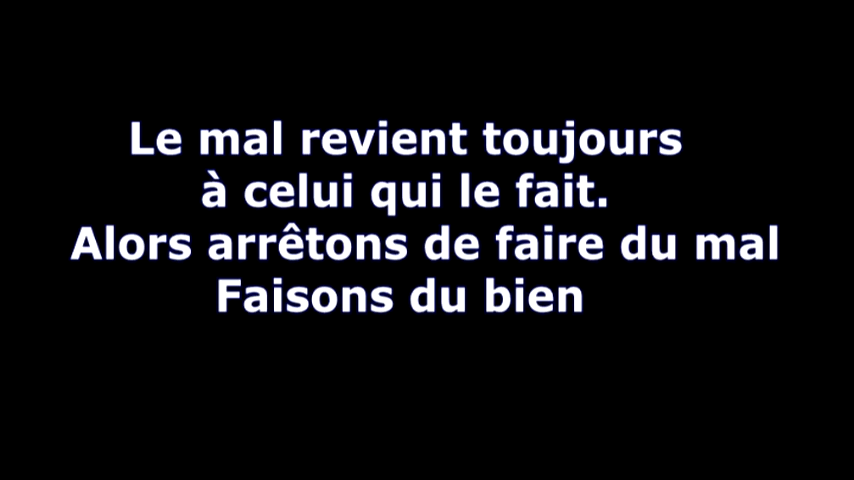 Le mal revient toujours
à celui qui le fait.
Alors arrêtons de faire du mal
Faisons du bien